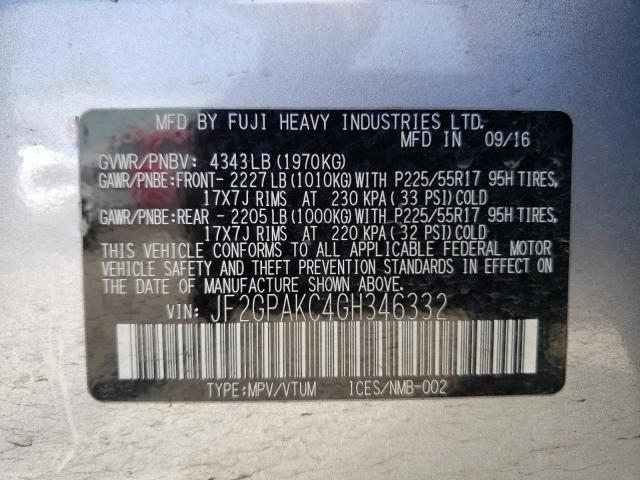 MFD BY FUJI HEAVY INDUSTRIES LTD.
MFD IN 09/16
GVWR/PNBV: 4343LB (1970KG)
GAWR/PNBE:FRONT- 2227LB (1010KG) WITH P225/55R17 95H TIRES,
17X7J RIMS AT 230 KPA (33 PSI) COLD
GAWR/PNBE:REAR - 2205LB (1000KG) WITH P225/55R17 95H TIRES,
17X7J RIMS AT 220 KPA (32 PSI) COLD
THIS VEHICLE CONFORMS TO ALL APPLICABLE FEDERAL MOTOR
VEHICLE SAFETY AND THEFT PREVENTION STANDARDS IN EFFECT
ON THE DATE OF MANUFACTURE SHOWN ABOVE.
VIN: JF2GPAKC4GH346332
TYPE:MPV/VTUM ICES/NMB-002